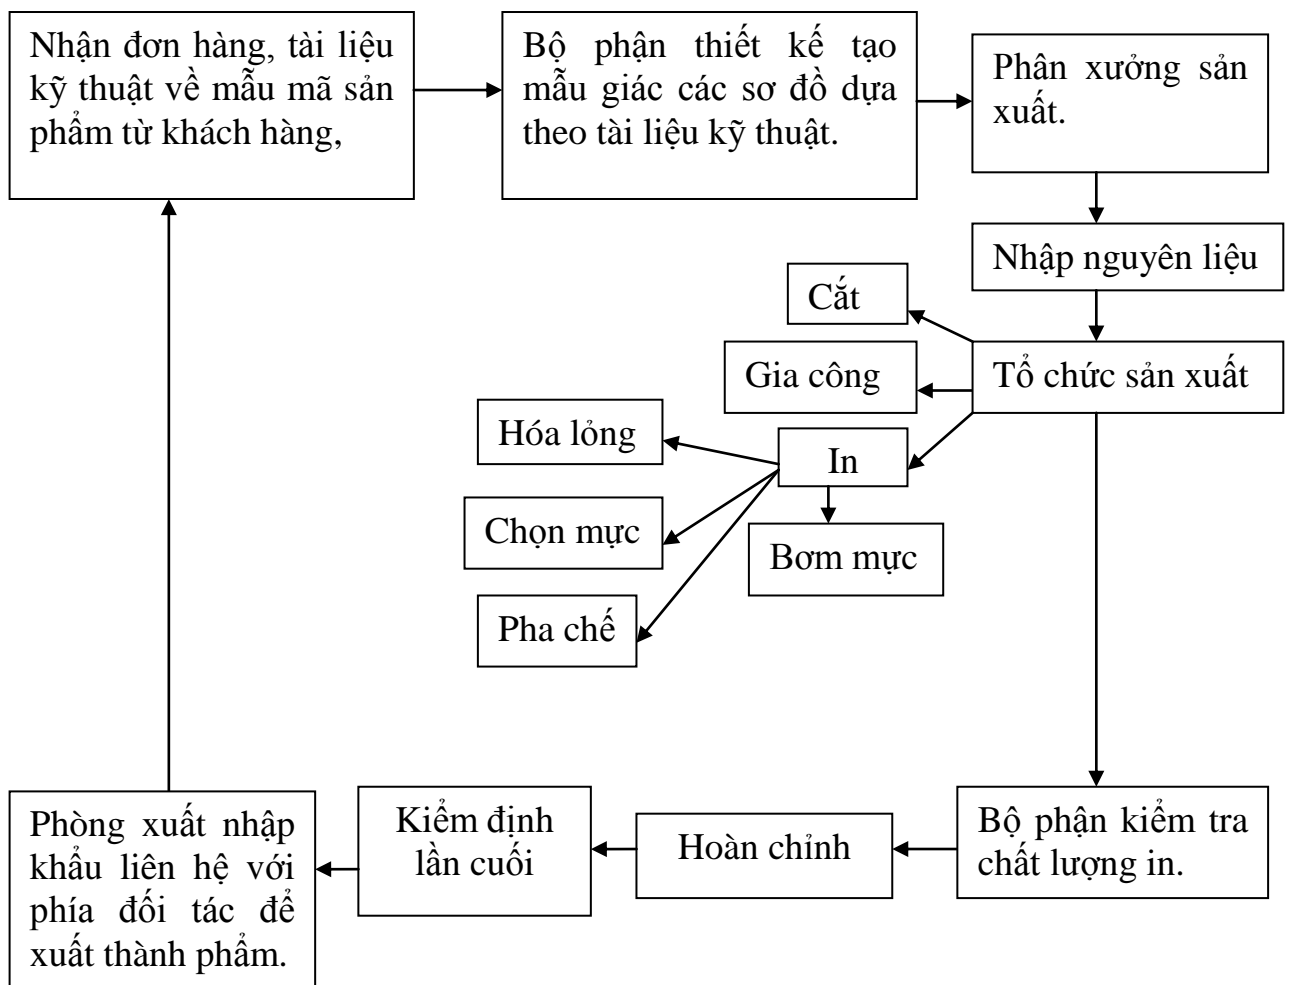 Nhận đơn hàng, tài liệu
kỹ thuật về mẫu mã sản
phẩm từ khách hàng,
Bộ phận thiết kế tạo
mẫu giác các sơ đồ dựa
theo tài liệu kỹ thuật.
Phân xưởng sản
xuất.
Nhập nguyên liệu
Cắt
Gia công
Tổ chức sản xuất
Hóa lỏng
In
Chọn mực
Bơm mực
Pha chế
Phòng xuất nhập
khẩu liên hệ với
phía đối tác để
xuất thành phẩm.
Kiểm định
lần cuối
Hoàn chỉnh
Bộ phận kiểm tra
chất lượng in.